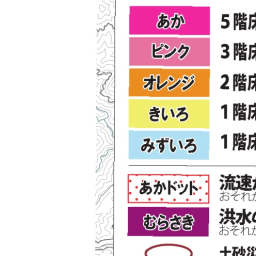 あか 5階床
ピンク 3階床
オレンジ 2階床
きいろ 1階床
みずいろ 1階床
あかドット 流速が
おそれか
むらさき 洪水の
おそれか
土砂災